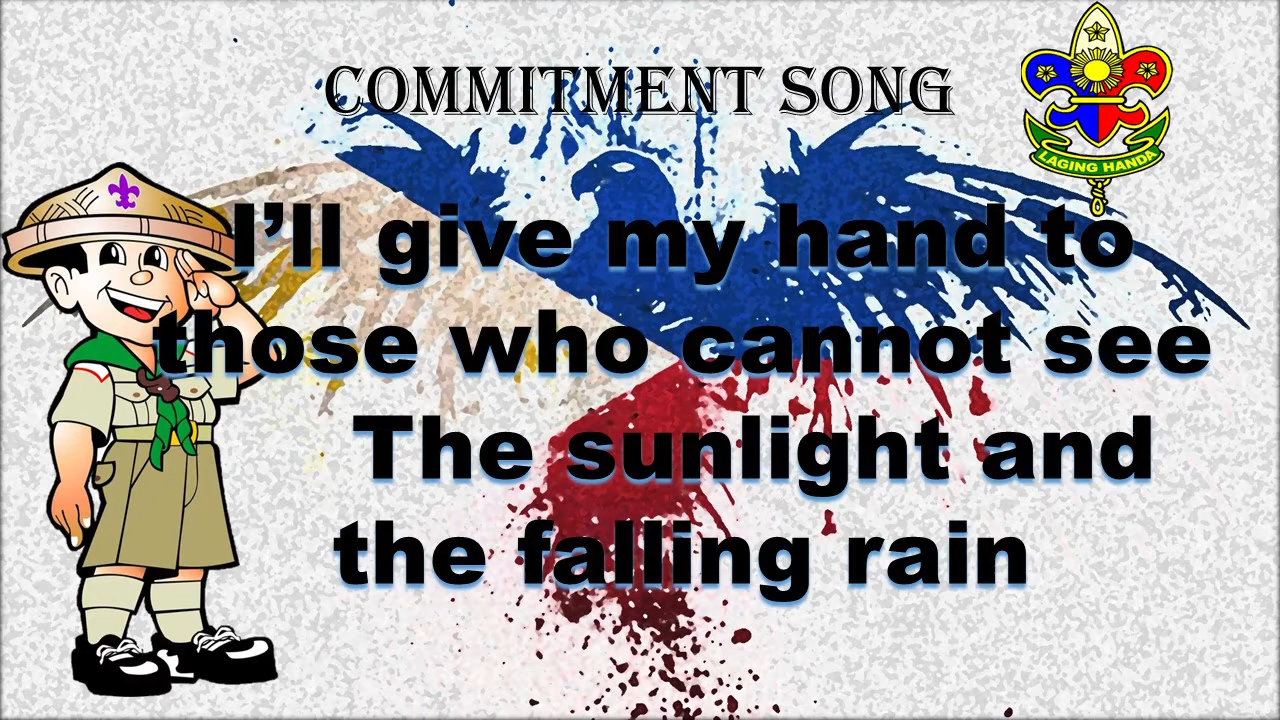 COMMITMENT SONG
LAGING HANDA
I’ll give my hand to
those who cannot see
The sunlight and
the falling rain